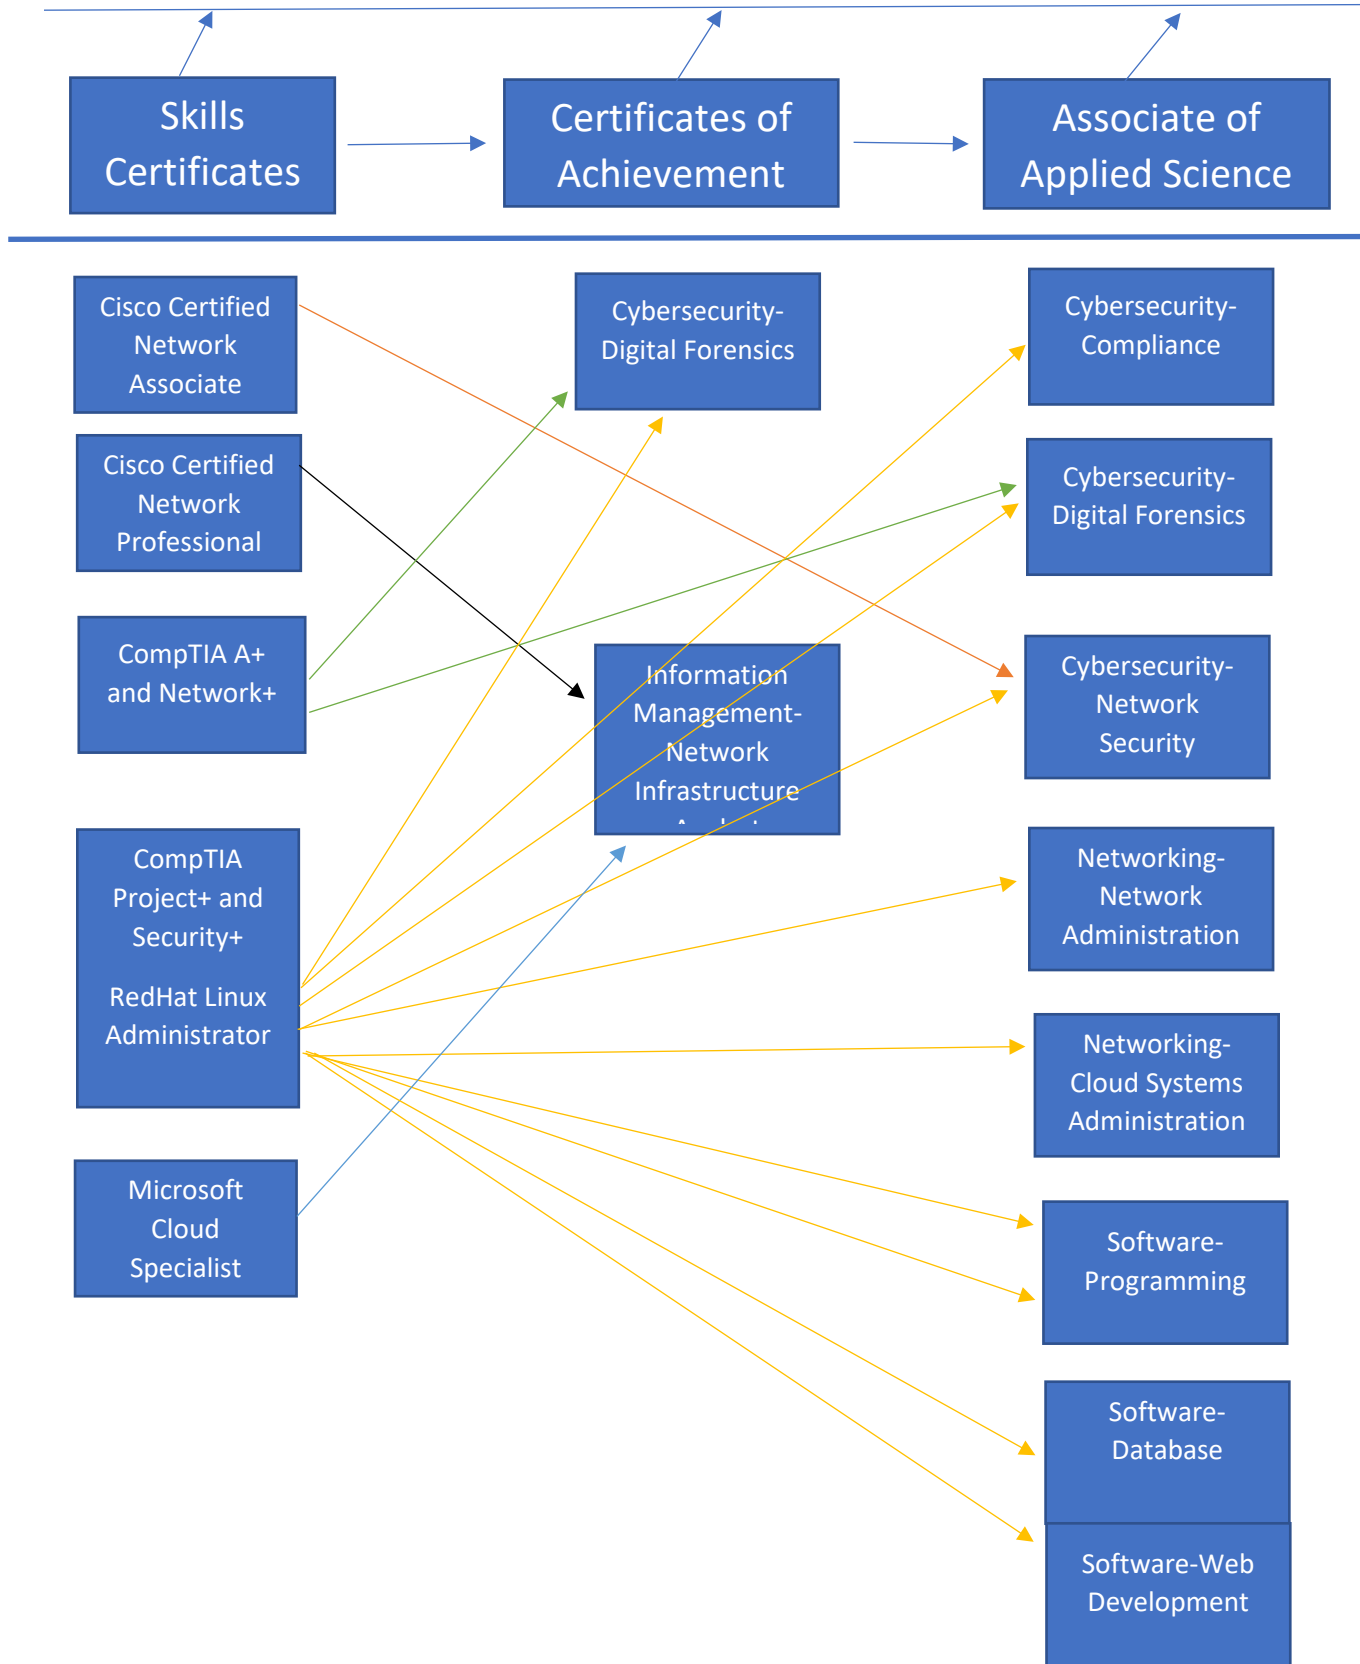 Skills
Certificates
Certificates of
Achievement
Associate of
Applied Science
Cisco Certified
Network
Associate
Cisco Certified
Network
Professional
CompTIA A+
and Network+
CompTIA
Project+ and
Security+
RedHat Linux
Administrator
Microsoft
Cloud
Specialist
Cybersecurity-
Digital Forensics
Information
Management-
Network
Infrastructure
Cybersecurity-
Compliance
Cybersecurity-
Digital Forensics
Cybersecurity-
Network
Security
Networking-
Network
Administration
Networking-
Cloud Systems
Administration
Software-
Programming
Software-
Database
Software-Web
Development